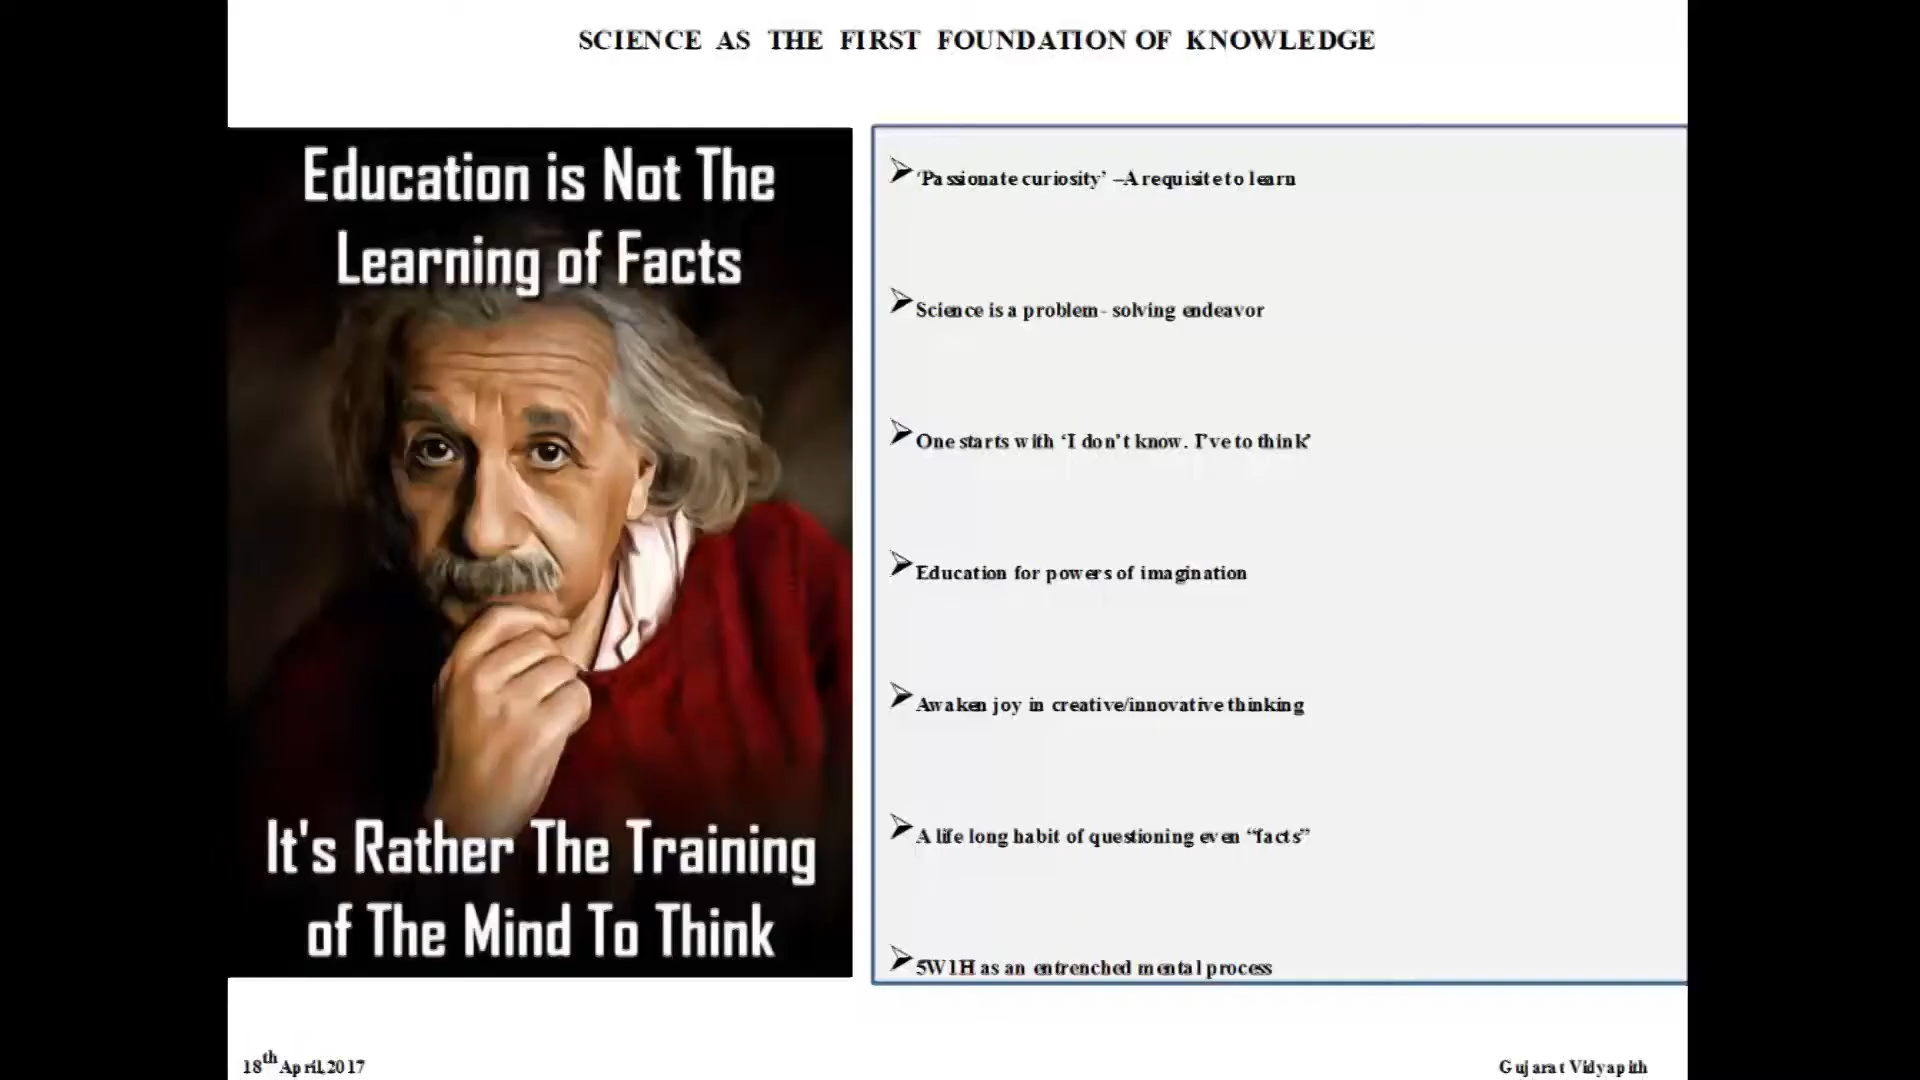 SCIENCE AS THE FIRST FOUNDATION OF KNOWLEDGE
Education is Not The
Learning of Facts
It's Rather The Training
of The Mind To Think
‘Passionate curiosity’ –A requisite to learn
Science is a problem- solving endeavor
One starts with ‘I don’t know. I’ve to think’
Education for powers of imagination
Awaken joy in creative/innovative thinking
A life long habit of questioning even “facts”
5W1H as an entrenched mental process
18th April,2017
Gujarat Vidyapith